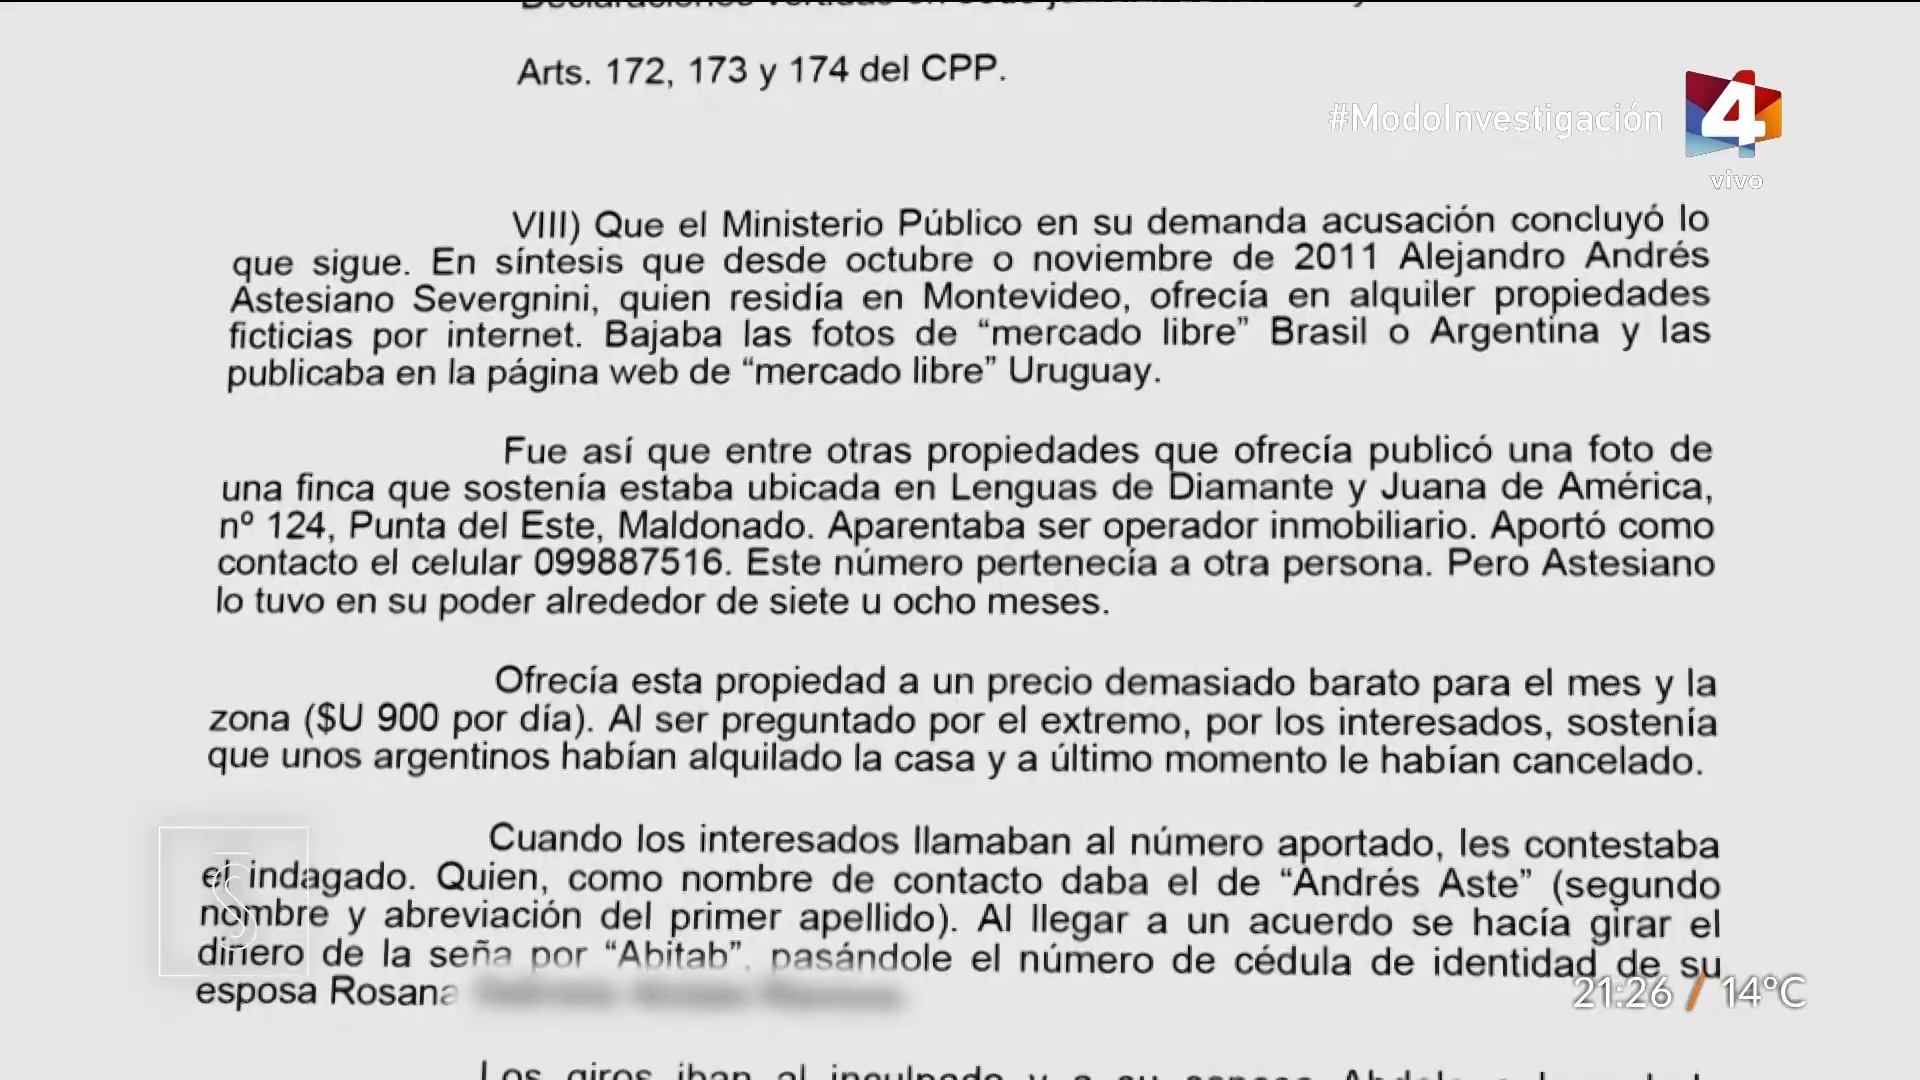 Arts. 172, 173 y 174 del CPP.
#ModoInvestigación
4
vivo
VIII) Que el Ministerio Público en su demanda acusación concluyó lo
que sigue. En síntesis que desde octubre o noviembre de 2011 Alejandro Andrés
Astesiano Severgnini, quien residía en Montevideo, ofrecía en alquiler propiedades
ficticias por internet. Bajaba las fotos de “mercado libre” Brasil o Argentina y las
publicaba en la página web de “mercado libre” Uruguay.
Fue así que entre otras propiedades que ofrecía publicó una foto de
una finca que sostenía estaba ubicada en Lenguas de Diamante y Juana de América,
nº 124, Punta del Este, Maldonado. Aparentaba ser operador inmobiliario. Aportó como
contacto el celular 099887516. Este número pertenecía a otra persona. Pero Astesiano
lo tuvo en su poder alrededor de siete u ocho meses.
Ofrecía esta propiedad a un precio demasiado barato para el mes y la
zona ($U 900 por día). Al ser preguntado por el extremo, por los interesados, sostenía
que unos argentinos habían alquilado la casa y a último momento le habían cancelado.
Cuando los interesados llamaban al número aportado, les contestaba
el indagado. Quien, como nombre de contacto daba el de “Andrés Aste” (segundo
nombre y abreviación del primer apellido). Al llegar a un acuerdo se hacía girar el
dinero de la seña por “Abitab”, pasándole el número de cédula de identidad de su
esposa Rosana
21:26 / 14°C
Los giros iban al inculpado y a su esposa